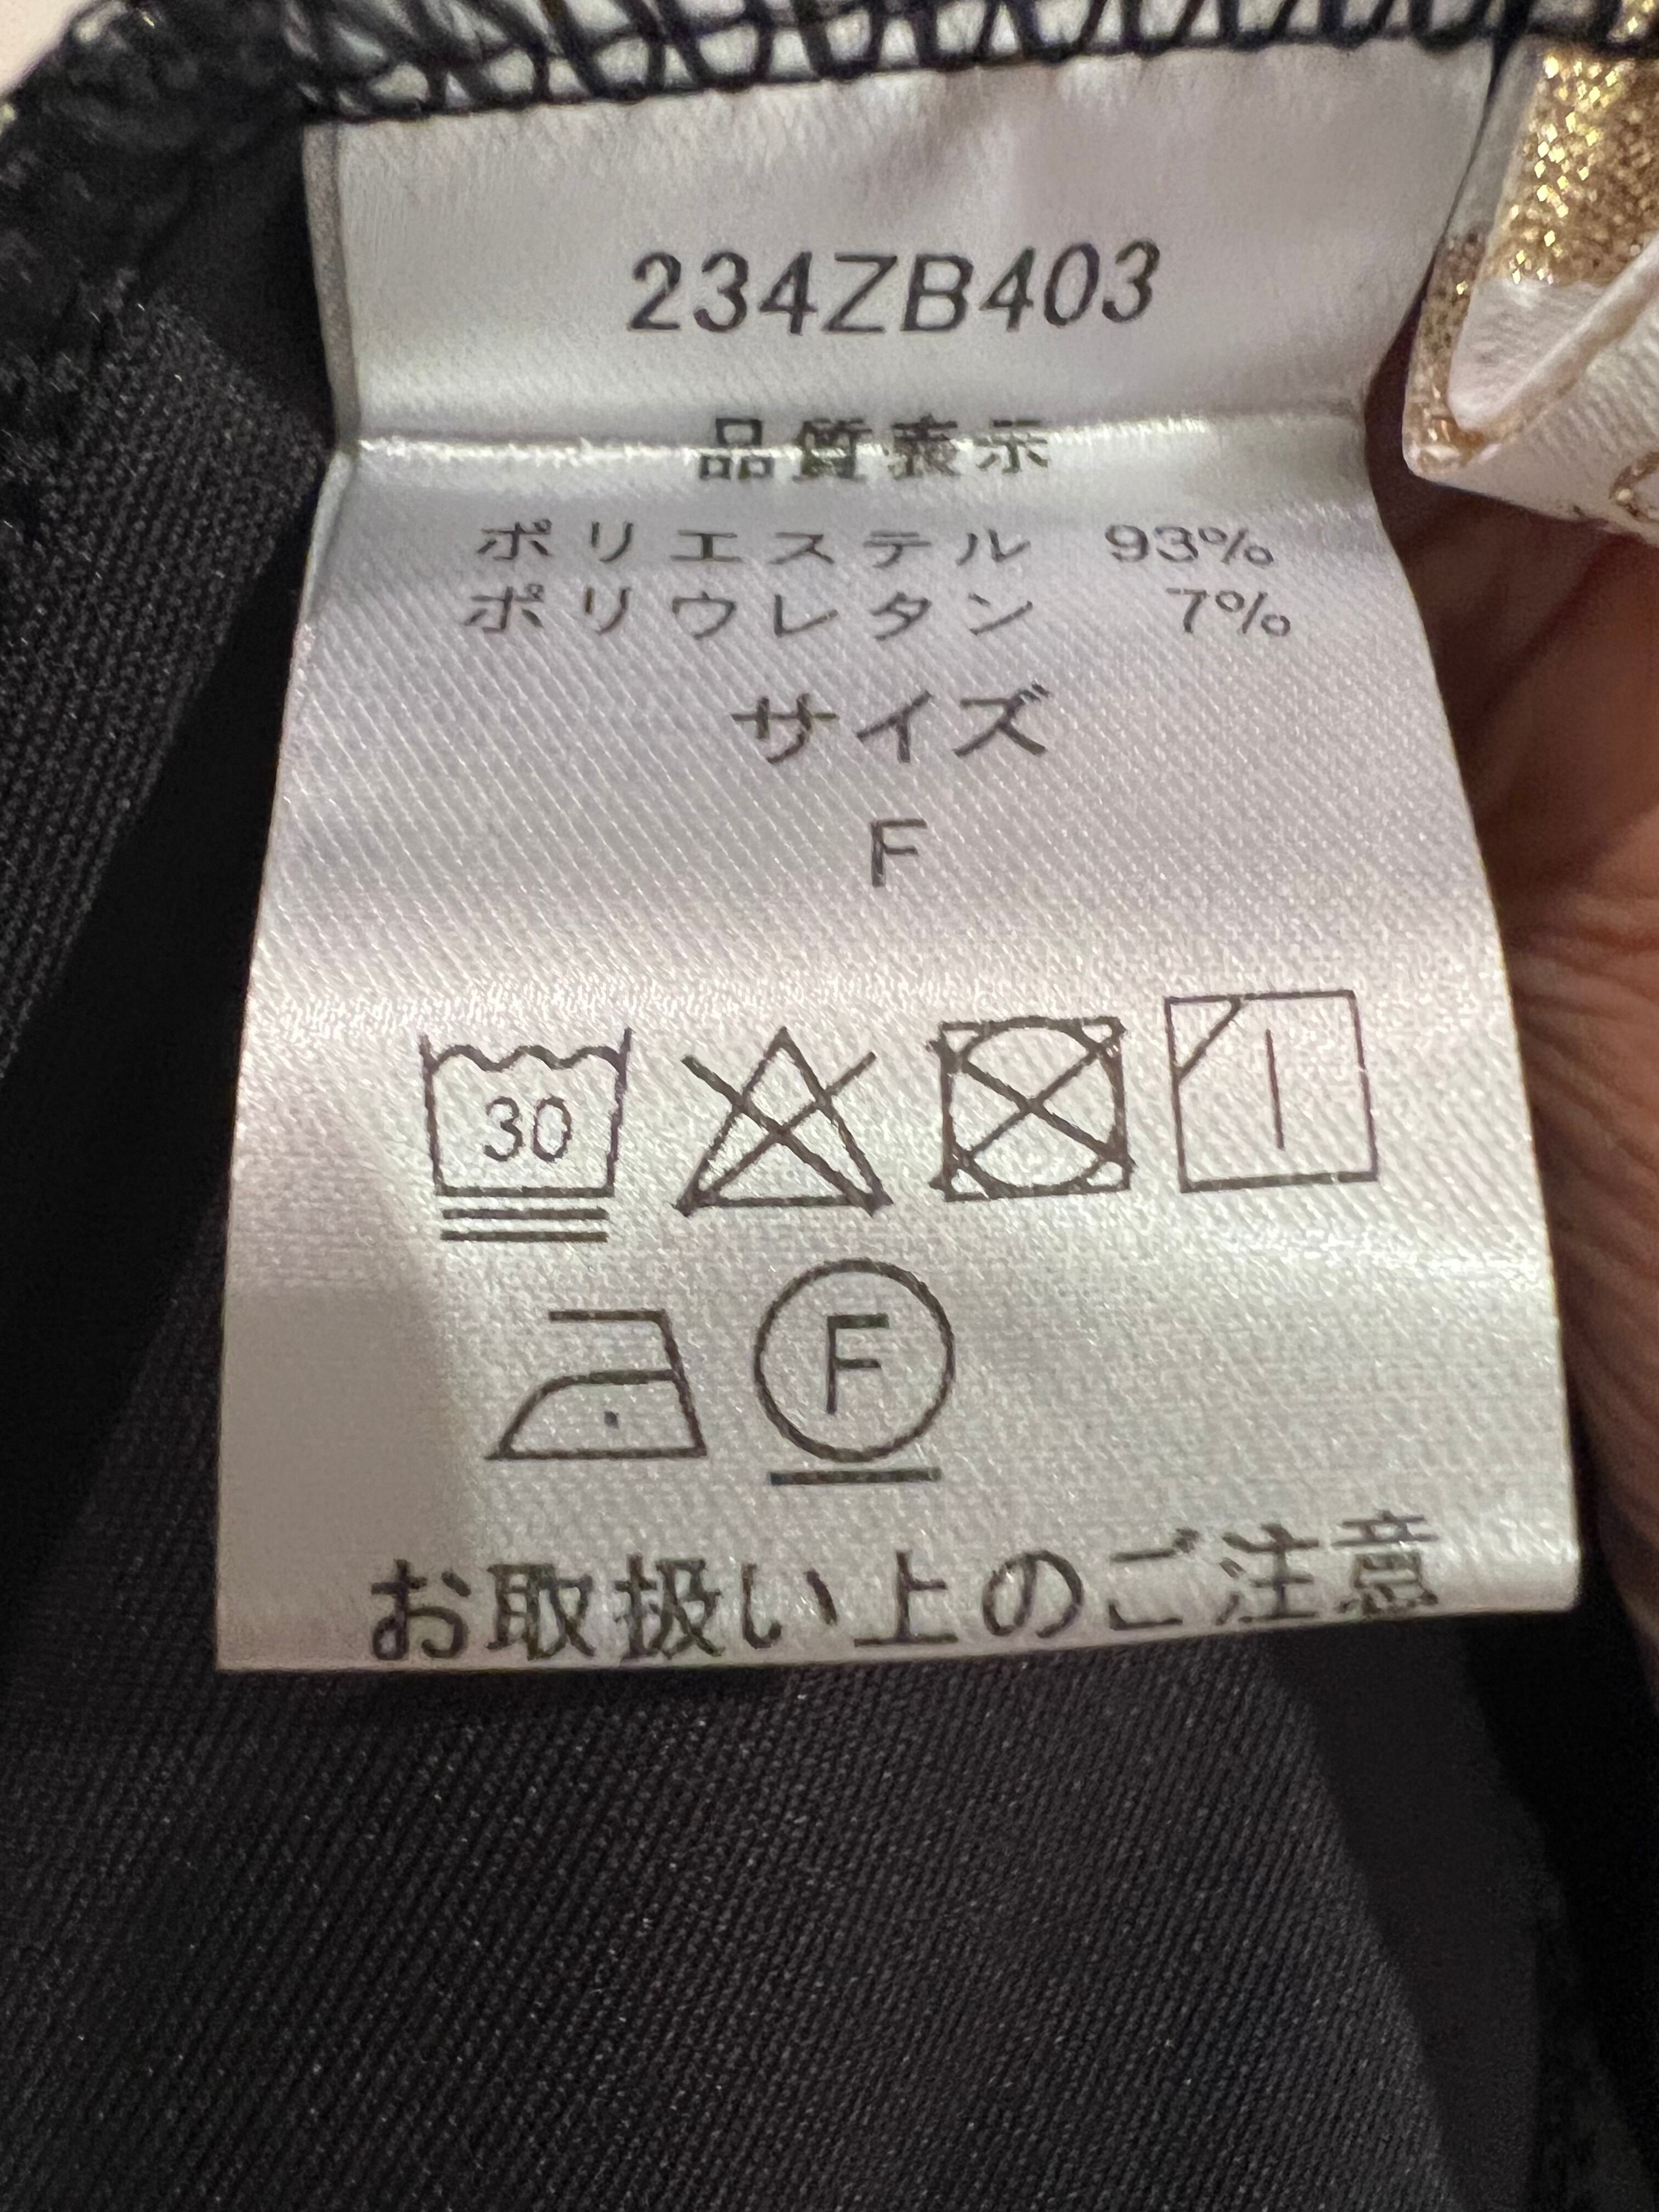 234ZB403
品質表示
ポリエステル 93%
ポリウレタン 7%
サイズ
F
30
F
お取扱い上のご注意